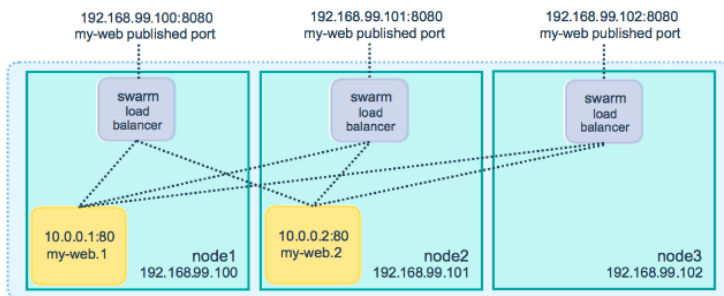 192.168.99.100:8080
my-web published port
192.168.99.101:8080
my-web published port
192.168.99.102:8080
my-web published port
swarm
load
balancer
swarm
load
balancer
swarm
load
balancer
10.0.0.1:80
my-web.1
node1
192.168.99.100
10.0.0.2:80
my-web.2
node2
192.168.99.101
node3
192.168.99.102